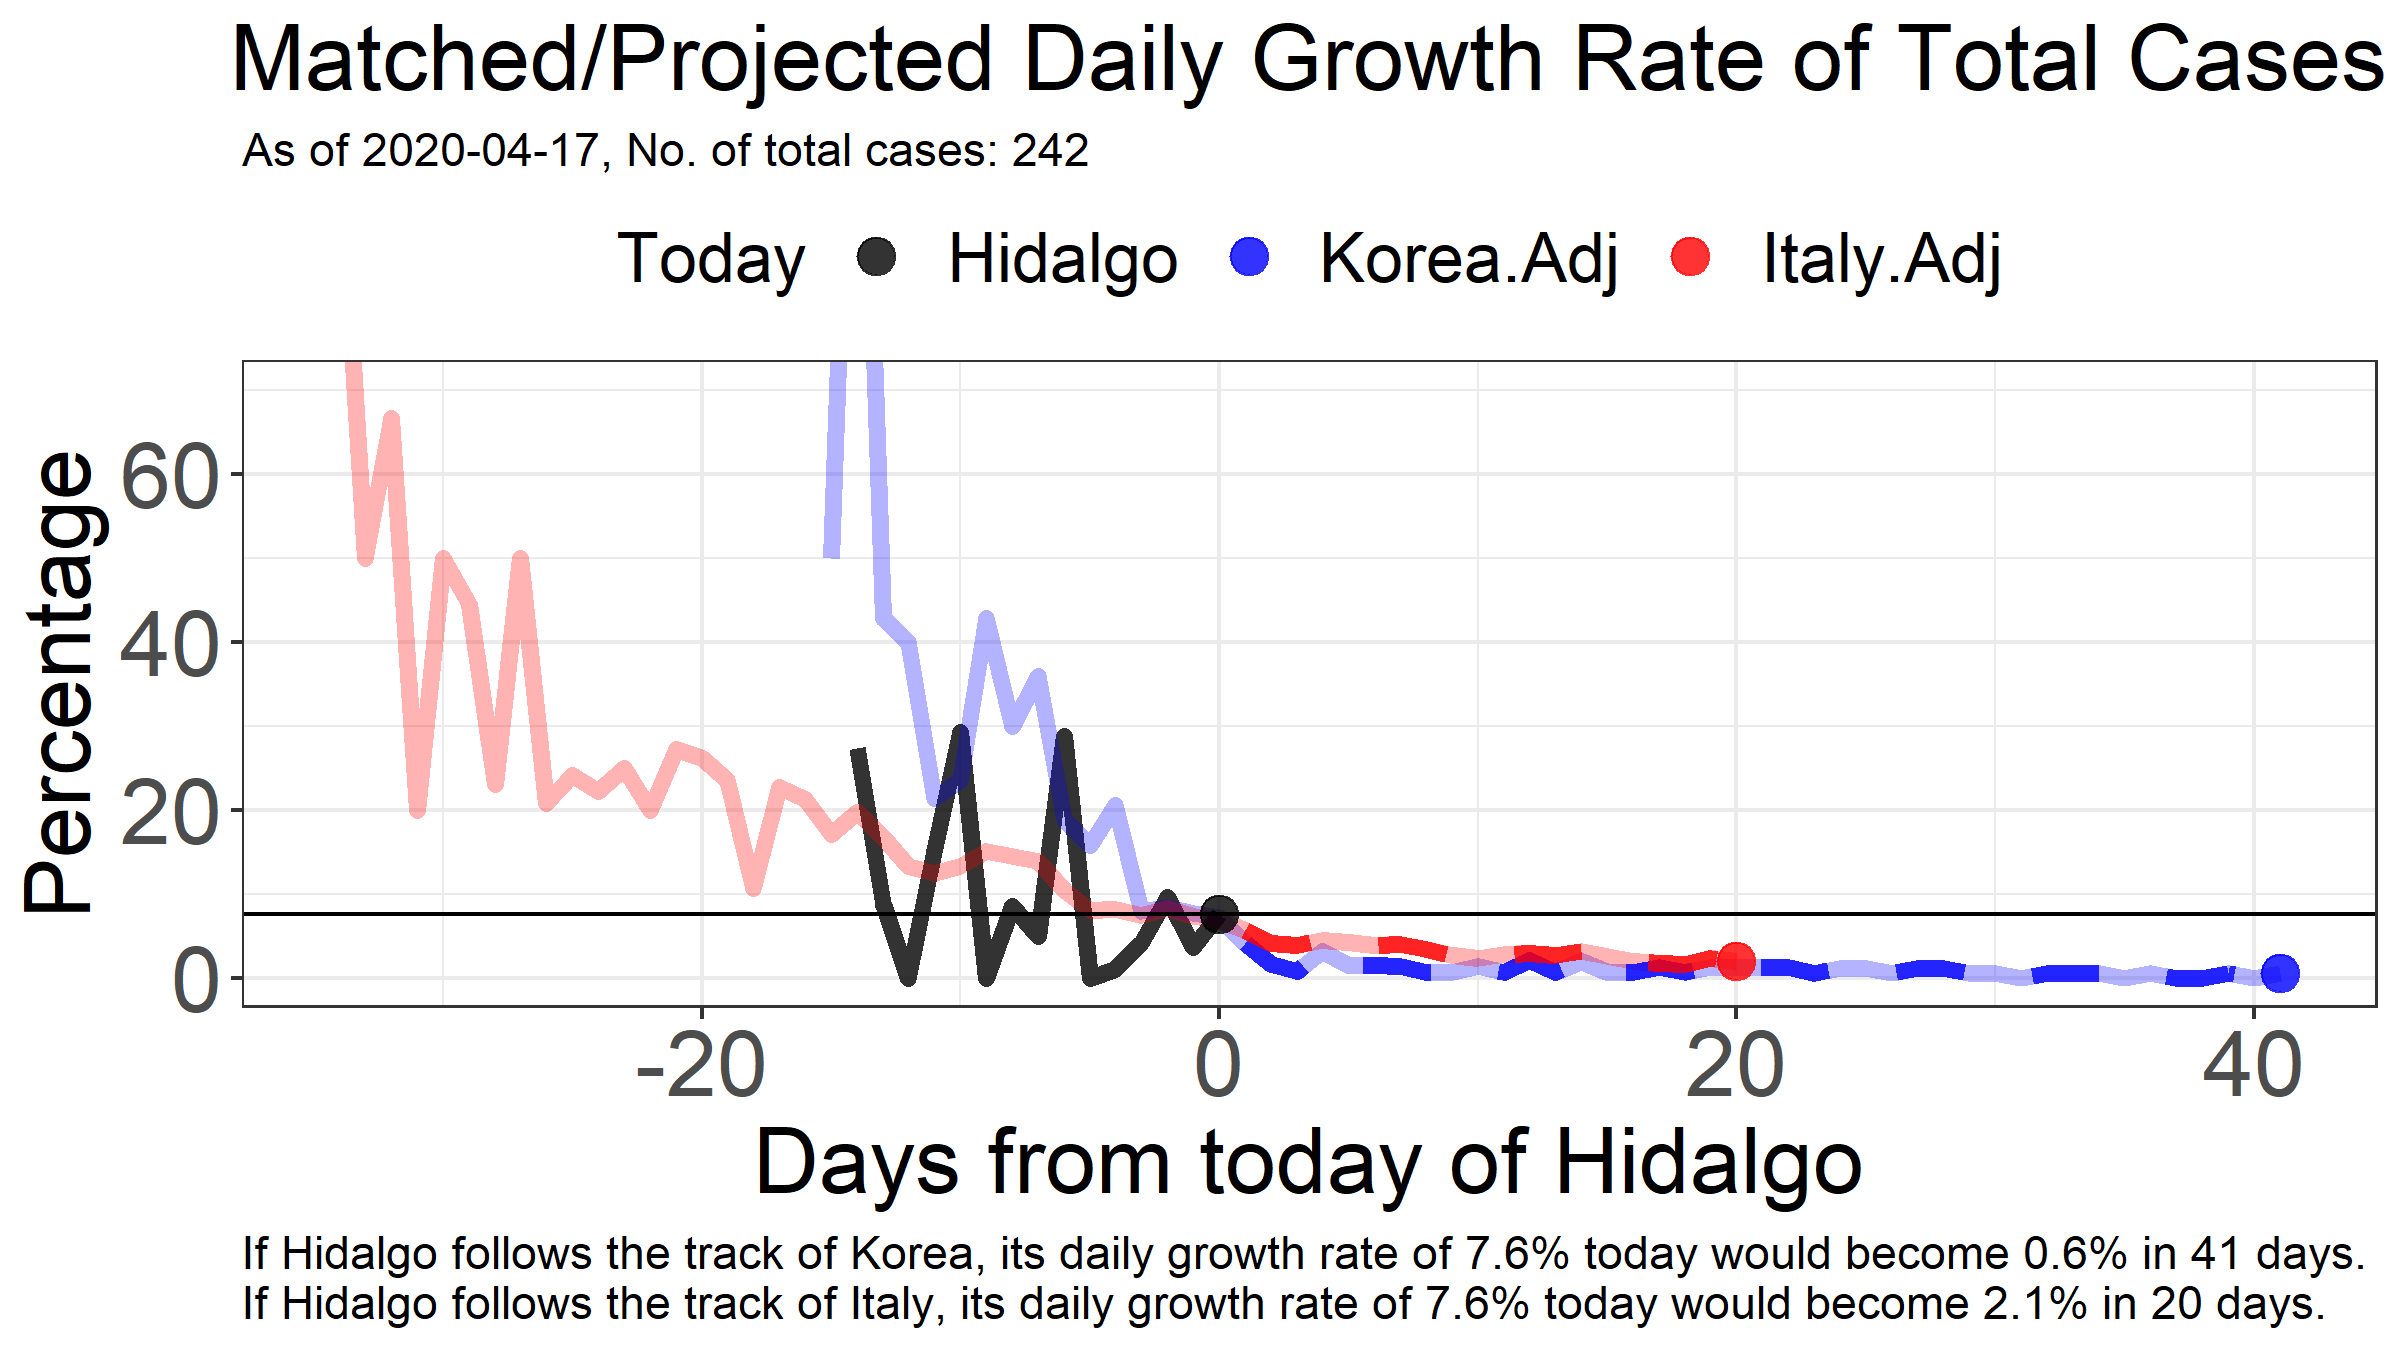 Matched/Projected Daily Growth Rate of Total Cases
As of 2020-04-17, No. of total cases: 242
Today Hidalgo Korea.Adj Italy.Adj
Percentage
60
40
20
0
-20 0 20 40
Days from today of Hidalgo
If Hidalgo follows the track of Korea, its daily growth rate of 7.6% today would become 0.6% in 41 days.
If Hidalgo follows the track of Italy, its daily growth rate of 7.6% today would become 2.1% in 20 days.